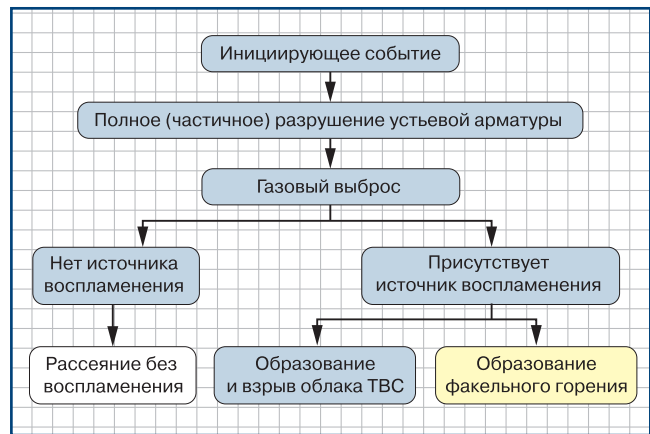 Инициирующее событие
Полное (частичное) разрушение устьевой арматуры
Газовый выброс
Нет источника
воспламенения
Присутствует
источник воспламенения
Рассеяние без
воспламенения
Образование
и взрыв облака ТВС
Образование
факельного горения